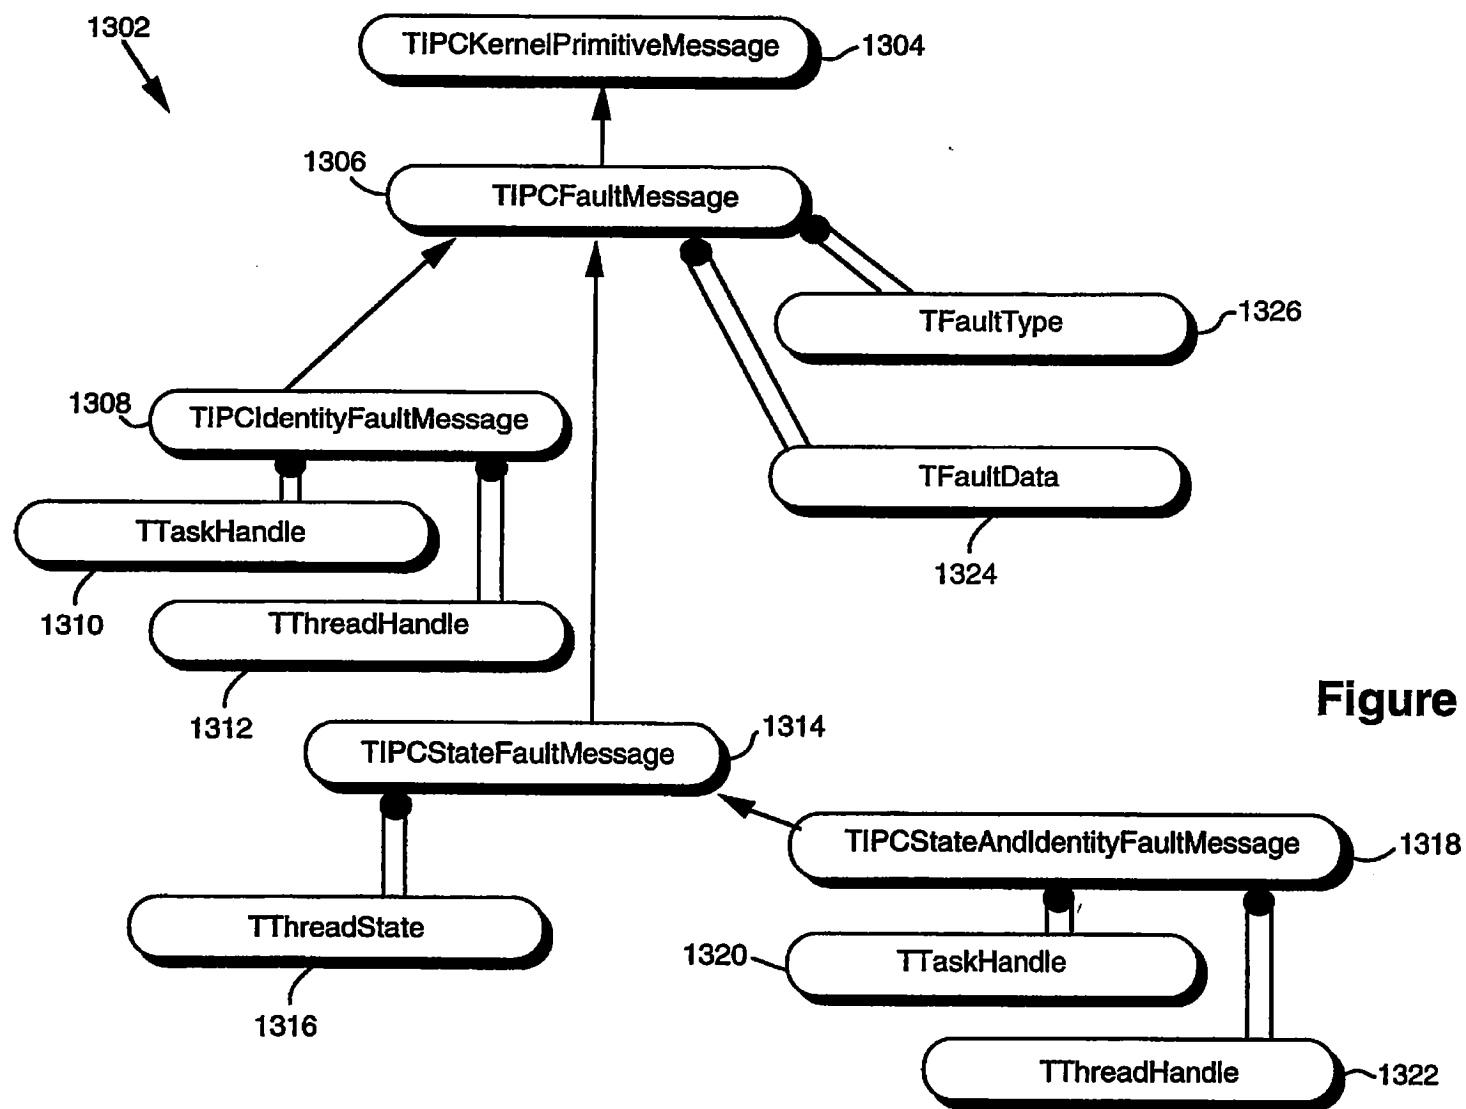 1302
TIPCKernelPrimitiveMessage
1304
1306
TIPCFaultMessage
TFaultType
1326
1308
TIPCIdentityFaultMessage
TFaultData
1324
TTaskHandle
1310
TThreadHandle
1312
Figure
TIPCStateFaultMessage
1314
TIPCStateAndIdentityFaultMessage
1318
TThreadState
1316
1320
TTaskHandle
TThreadHandle
1322